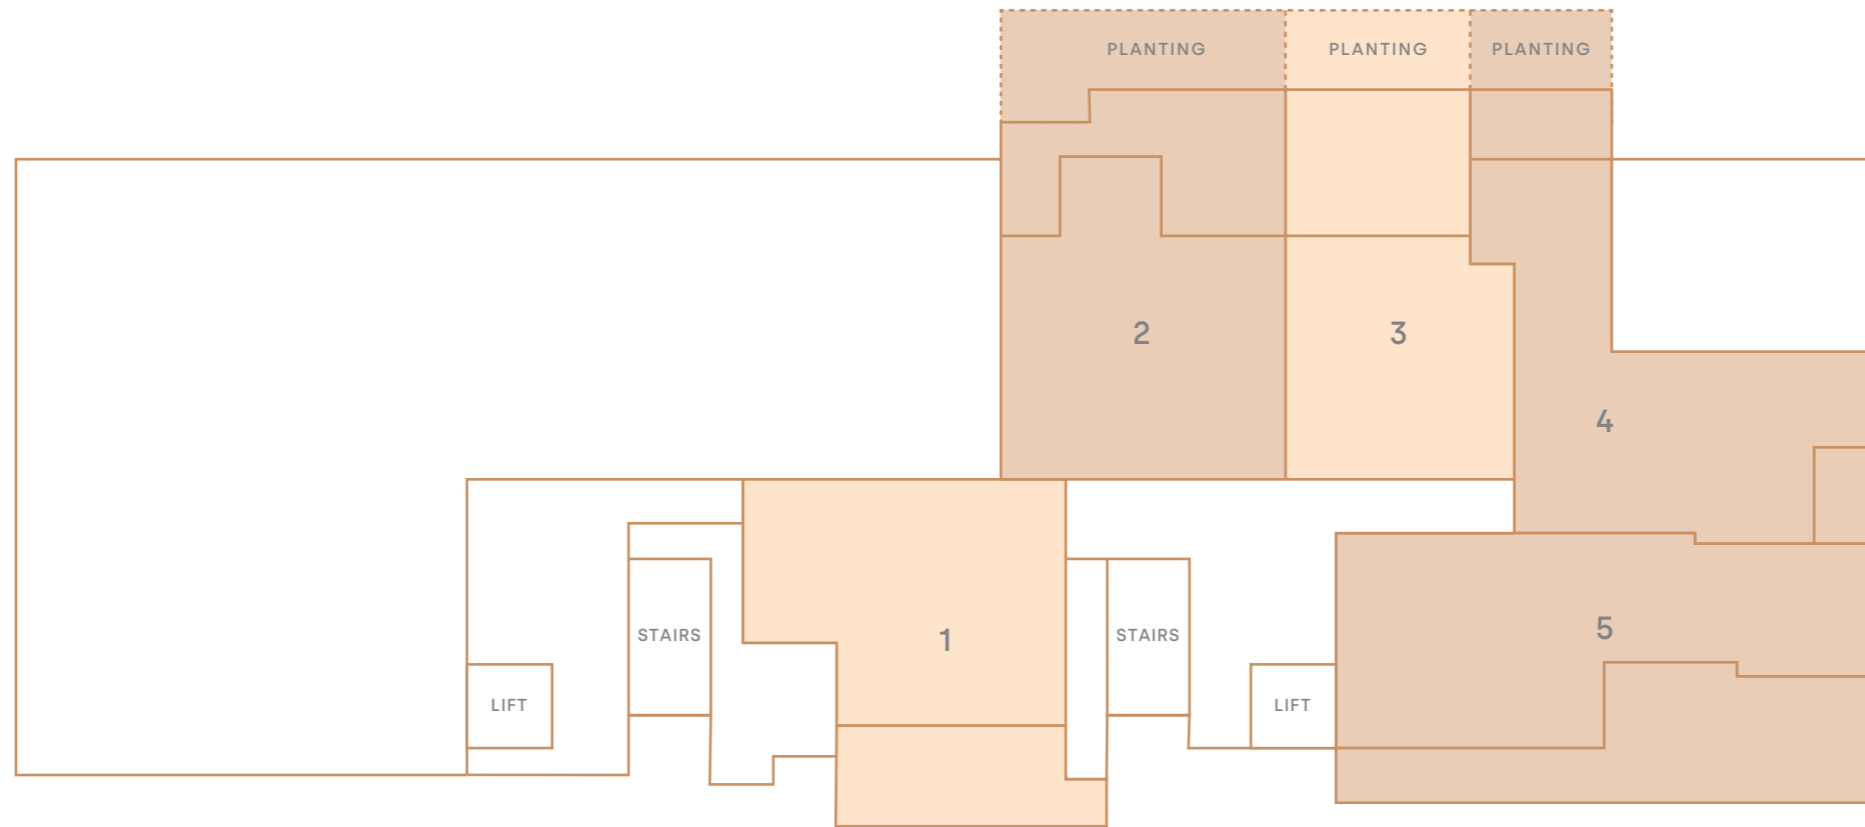 PLANTING PLANTING PLANTING
2 3
4
5
STAIRS 1 STAIRS
LIFT LIFT